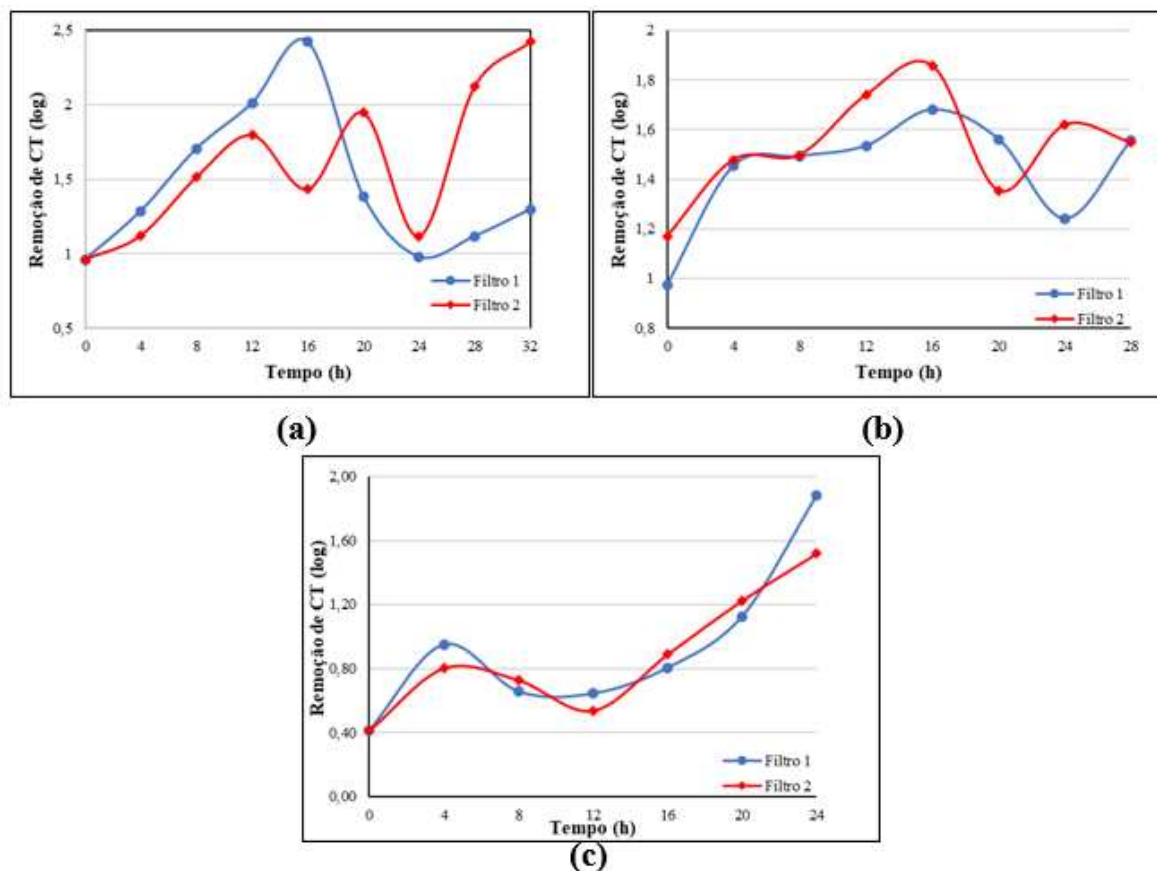 2,5
2
1,5
1
0,5
Remoção de CT (log)
0 4 8 12 16 20 24 28 32
Tempo (h)
Filtro 1
Filtro 2
(a)
2
1,8
1,6
1,4
1,2
1
0,8
Remoção de CT (log)
0 4 8 12 16 20 24 28
Tempo (h)
Filtro 1
Filtro 2
(b)
2,00
1,60
1,20
0,80
0,40
0,00
Remoção de CT (log)
0 4 8 12 16 20 24
Tempo (h)
Filtro 1
Filtro 2
(c)